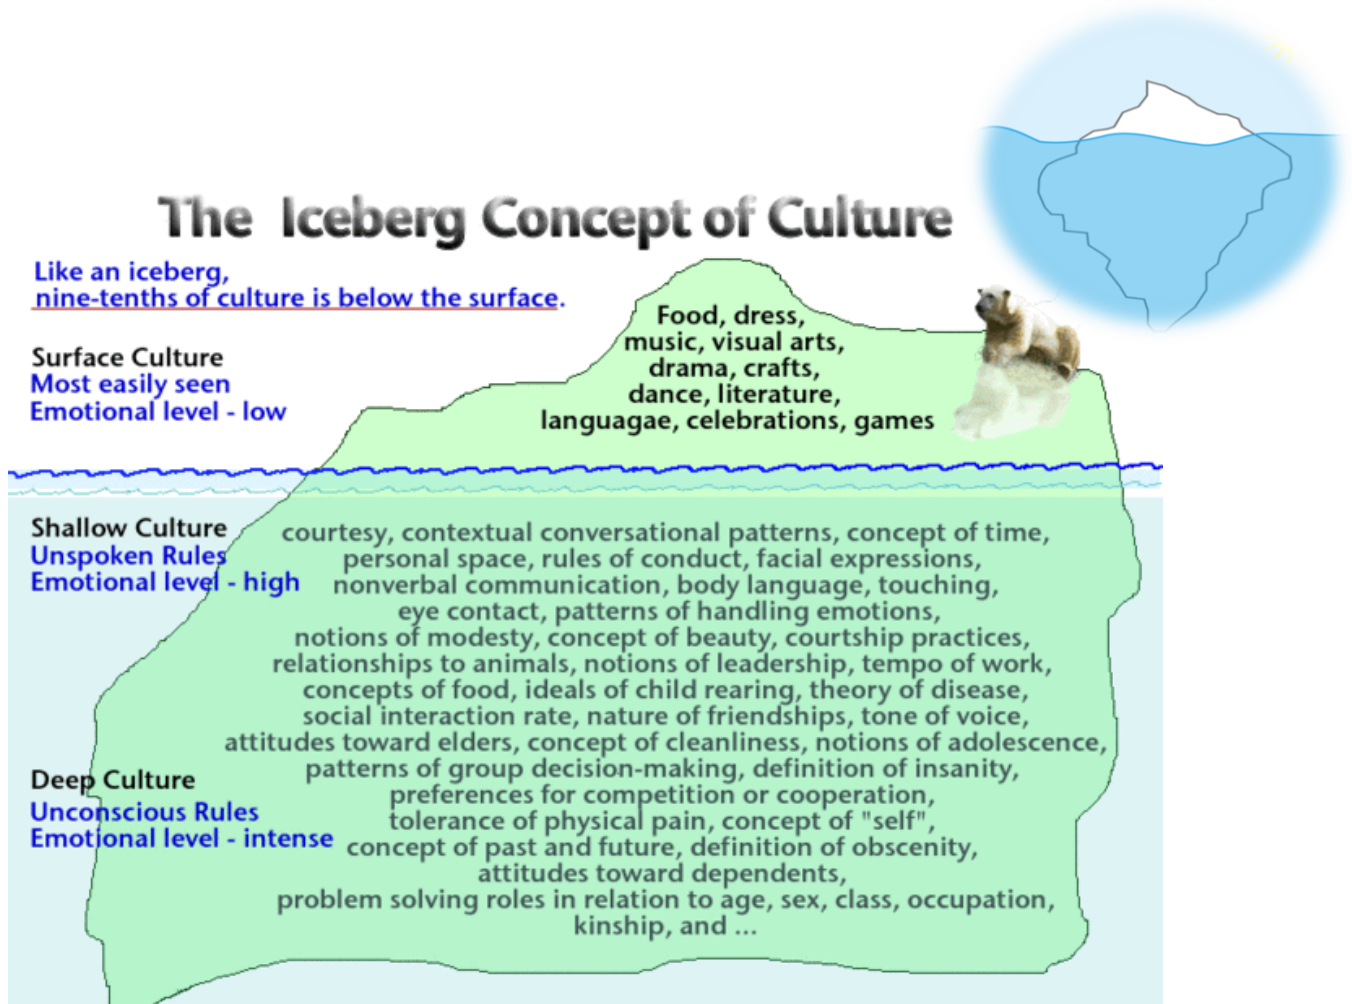 The Iceberg Concept of Culture
Like an iceberg,
nine-tenths of culture is below the surface.
Surface Culture
Most easily seen
Emotional level - low
Food, dress,
music, visual arts,
drama, crafts,
dance, literature,
languagae, celebrations, games
Shallow Culture
Unspoken Rules
Emotional level - high
courtesy, contextual conversational patterns, concept of time,
personal space, rules of conduct, facial expressions,
nonverbal communication, body language, touching,
eye contact, patterns of handling emotions,
notions of modesty, concept of beauty, courtship practices,
relationships to animals, notions of leadership, tempo of work,
concepts of food, ideals of child rearing, theory of disease,
social interaction rate, nature of friendships, tone of voice,
attitudes toward elders, concept of cleanliness, notions of adolescence,
patterns of group decision-making, definition of insanity,
preferences for competition or cooperation,
tolerance of physical pain, concept of "self",
concept of past and future, definition of obscenity,
attitudes toward dependents,
problem solving roles in relation to age, sex, class, occupation,
kinship, and ...
Deep Culture
Unconscious Rules
Emotional level - intense